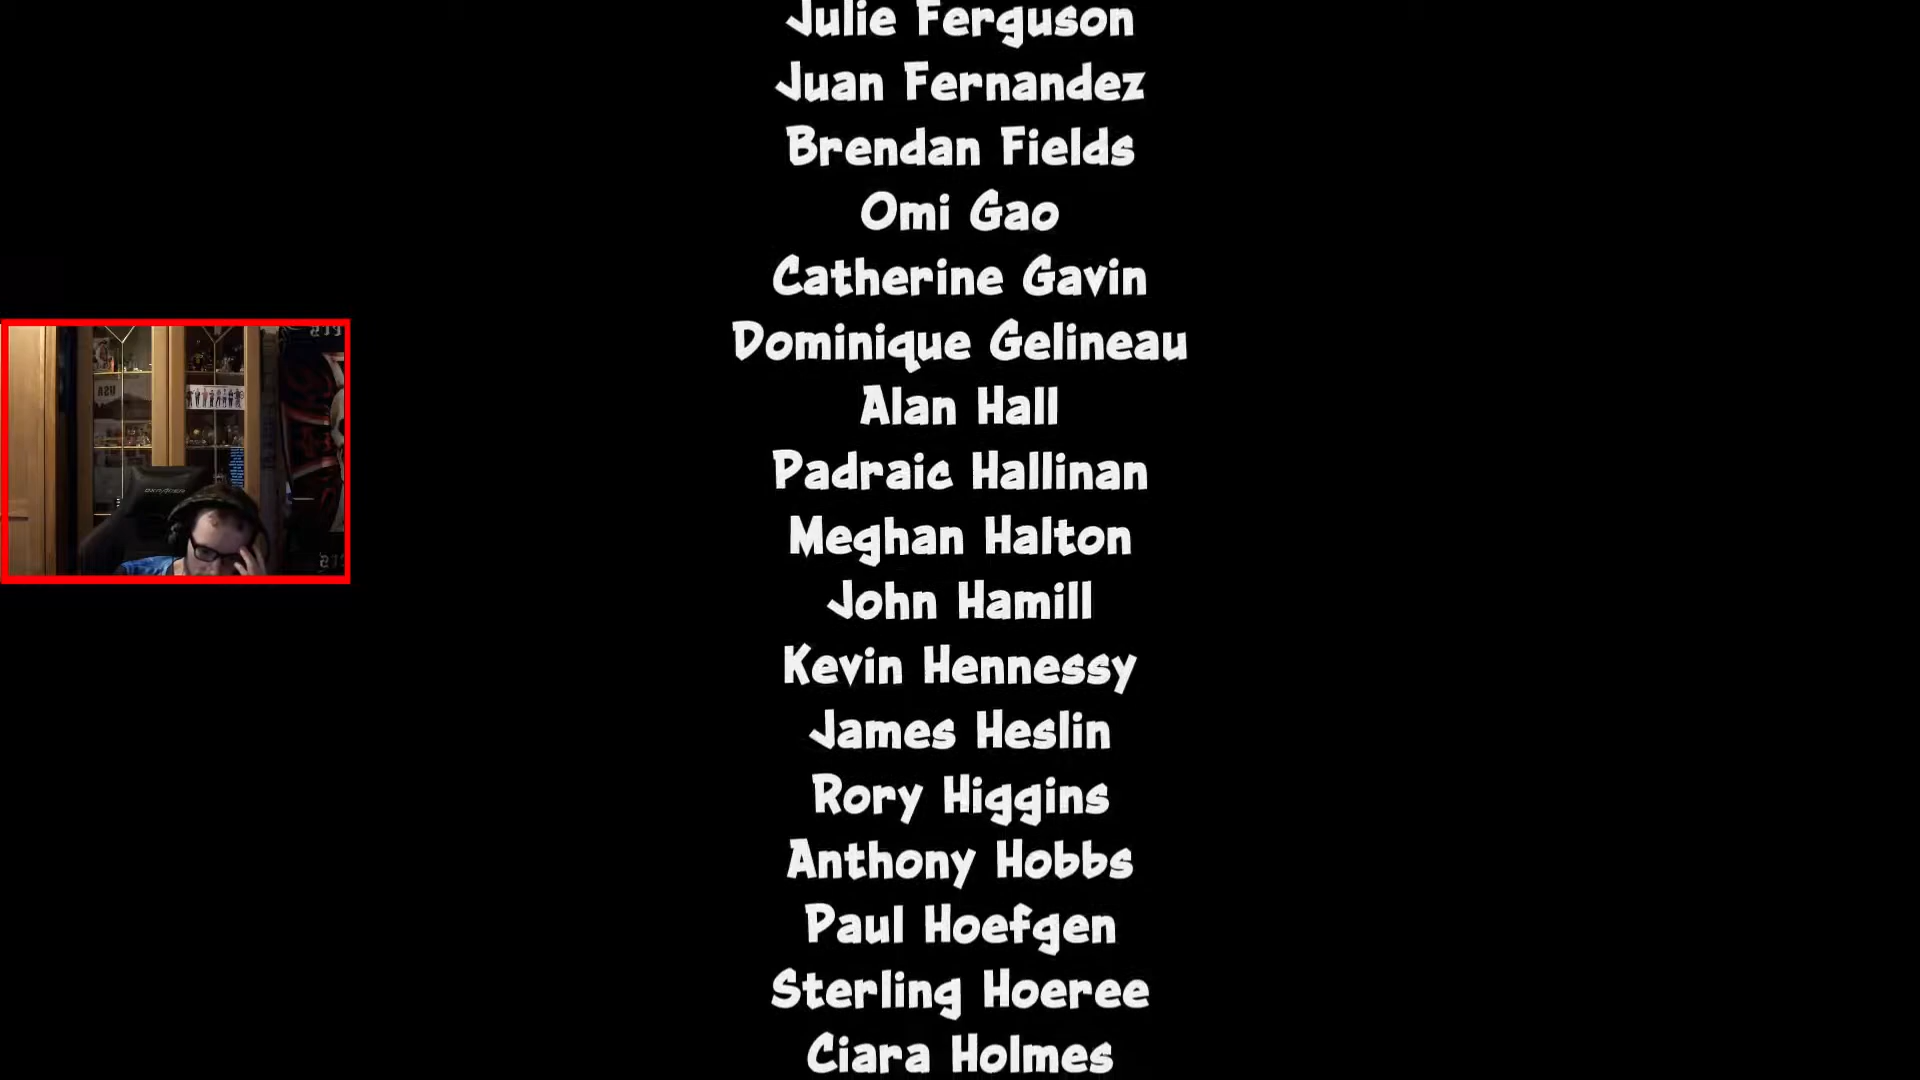 Julie Ferguson
Juan Fernandez
Brendan Fields
Omi Gao
Catherine Gavin
Dominique Gelineau
Alan Hall
Padraic Hallinan
Meghan Halton
John Hamill
Kevin Hennessy
James Heslin
Rory Higgins
Anthony Hobbs
Paul Hoefgen
Sterling Hoeree
Ciara Holmes